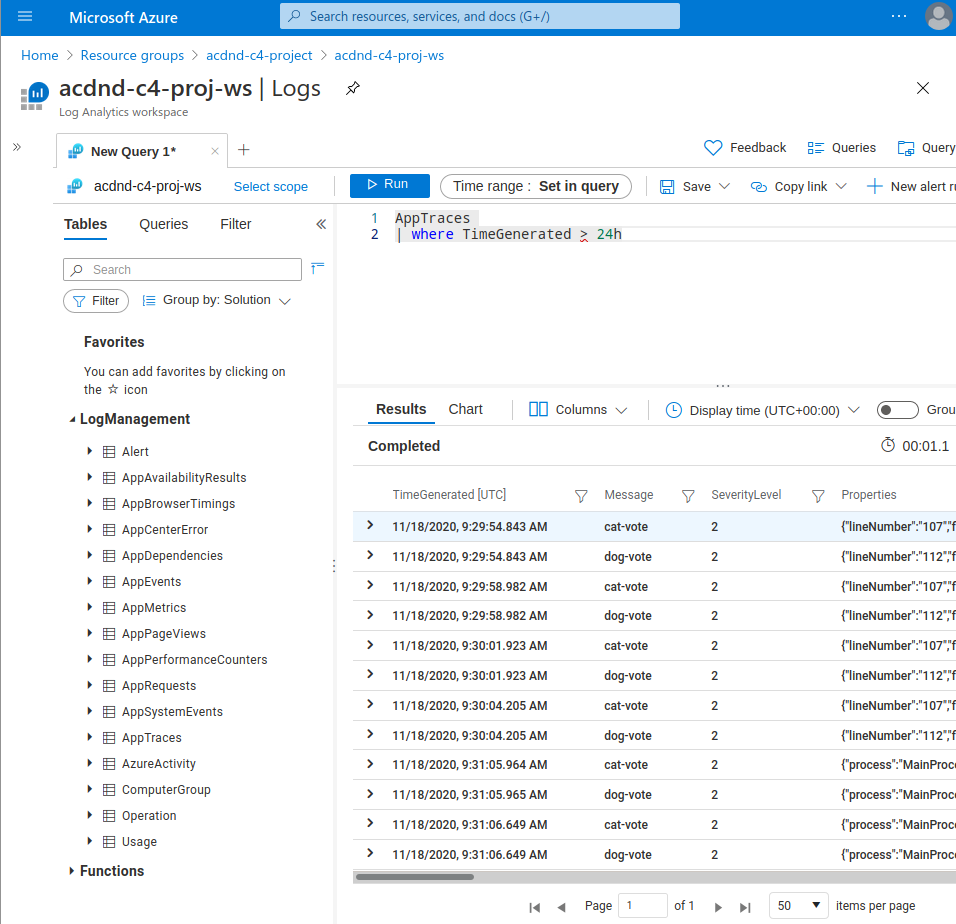 Microsoft Azure
Search resources, services, and docs (G+/)
Home > Resource groups > acdnd-c4-project > acdnd-c4-proj-ws
acdnd-c4-proj-ws | Logs
Log Analytics workspace
New Query 1*
Feedback
Queries
Query
acdnd-c4-proj-ws
Select scope
Run
Time range : Set in query
Save
Copy link
New alert ru
Tables
Queries
Filter
1 AppTraces
2 | where TimeGenerated > 24h
Search
Filter
Group by: Solution
Favorites
You can add favorites by clicking on
the ☆ icon
LogManagement
Alert
AppAvailabilityResults
AppBrowserTimings
AppCenterError
AppDependencies
AppEvents
AppMetrics
AppPageViews
AppPerformanceCounters
AppRequests
AppSystemEvents
AppTraces
AzureActivity
ComputerGroup
Operation
Usage
Functions
Results
Chart
Columns
Display time (UTC+00:00)
Grou
Completed
00:01.1
TimeGenerated [UTC] Message SeverityLevel Properties
11/18/2020, 9:29:54.843 AM cat-vote 2 {"lineNumber":"107","f
11/18/2020, 9:29:54.843 AM dog-vote 2 {"lineNumber":"112","f
11/18/2020, 9:29:58.982 AM cat-vote 2 {"lineNumber":"107","f
11/18/2020, 9:29:58.982 AM dog-vote 2 {"lineNumber":"112","f
11/18/2020, 9:30:01.923 AM cat-vote 2 {"lineNumber":"107","f
11/18/2020, 9:30:01.923 AM dog-vote 2 {"lineNumber":"112","f
11/18/2020, 9:30:04.205 AM cat-vote 2 {"lineNumber":"107","f
11/18/2020, 9:30:04.205 AM dog-vote 2 {"lineNumber":"112","f
11/18/2020, 9:31:05.964 AM cat-vote 2 {"process":"MainProce
11/18/2020, 9:31:05.965 AM dog-vote 2 {"process":"MainProce
11/18/2020, 9:31:06.649 AM cat-vote 2 {"process":"MainProce
11/18/2020, 9:31:06.649 AM dog-vote 2 {"process":"MainProce
Page 1 of 1 50 items per page